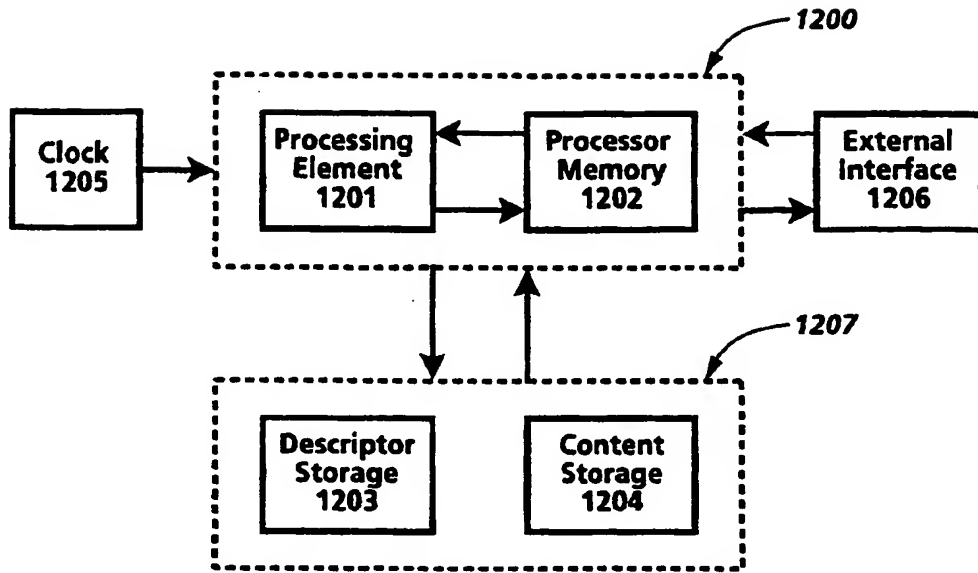 1200
Clock
1205
Processing
Element
1201
Processor
Memory
1202
External
Interface
1206
1207
Descriptor
Storage
1203
Content
Storage
1204